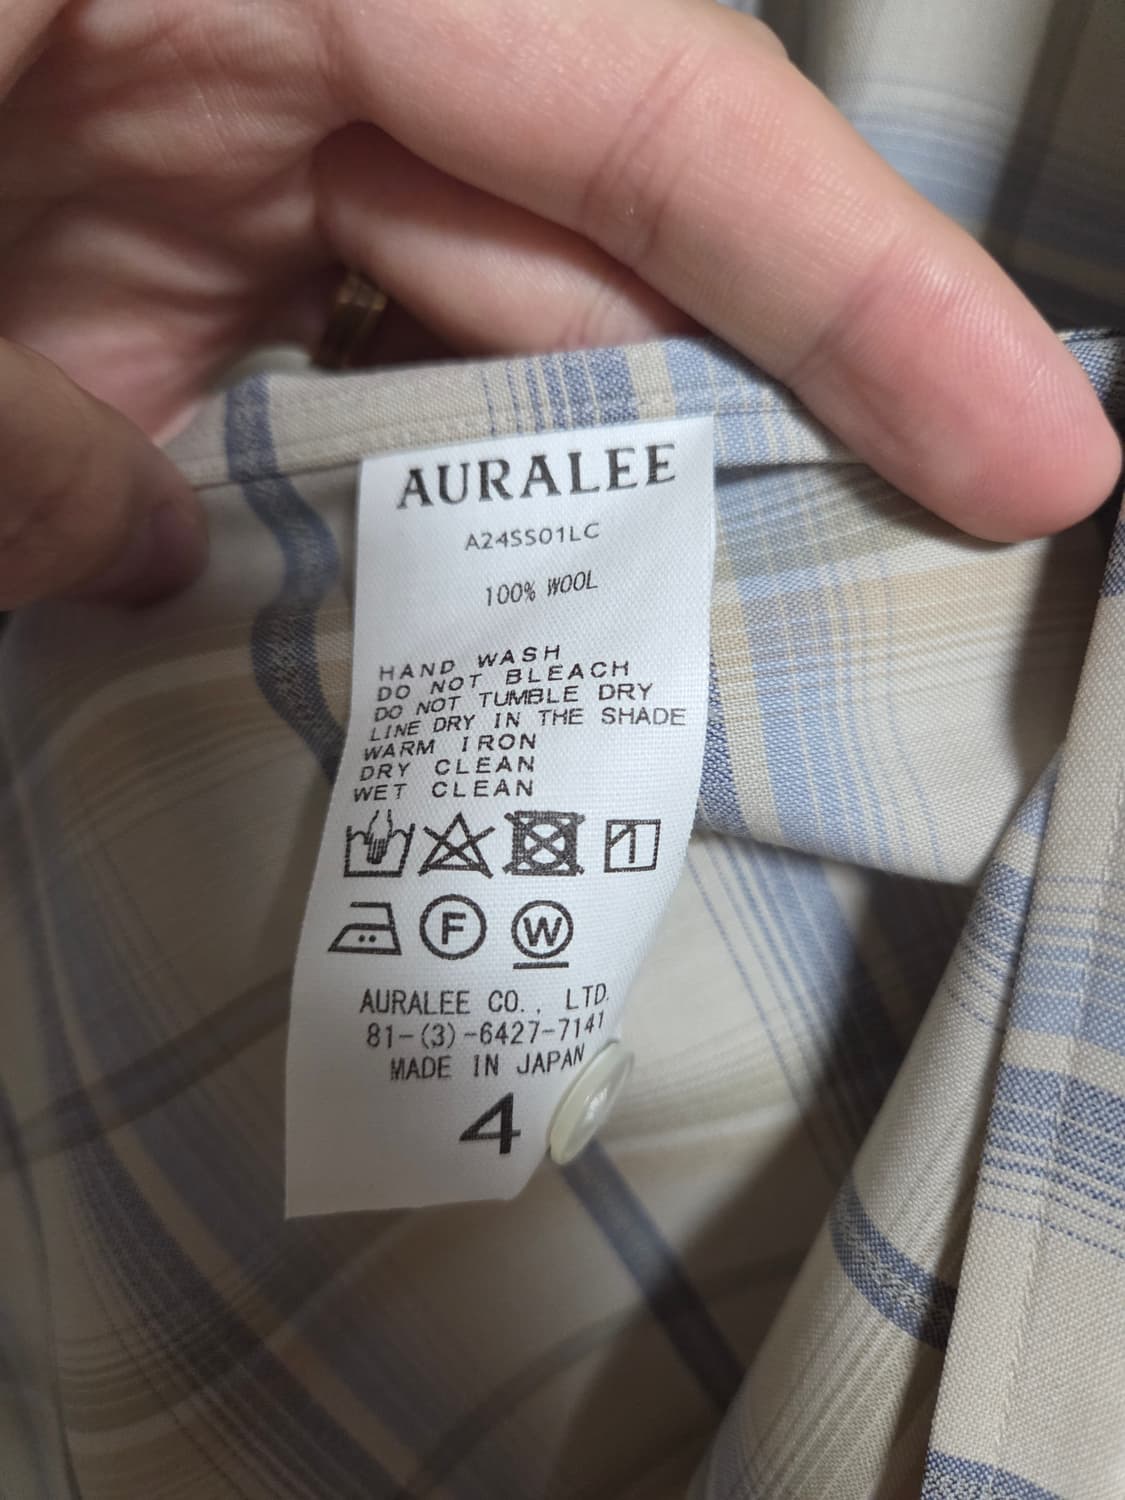 AURALEE
A24SS01LC
100% WOOL
HAND WASH
DO NOT BLEACH
DO NOT TUMBLE DRY
LINE DRY IN THE SHADE
WARM IRON
DRY CLEAN
WET CLEAN
F W
AURALEE CO., LTD.
81-(3)-6427-7141
MADE IN JAPAN
4